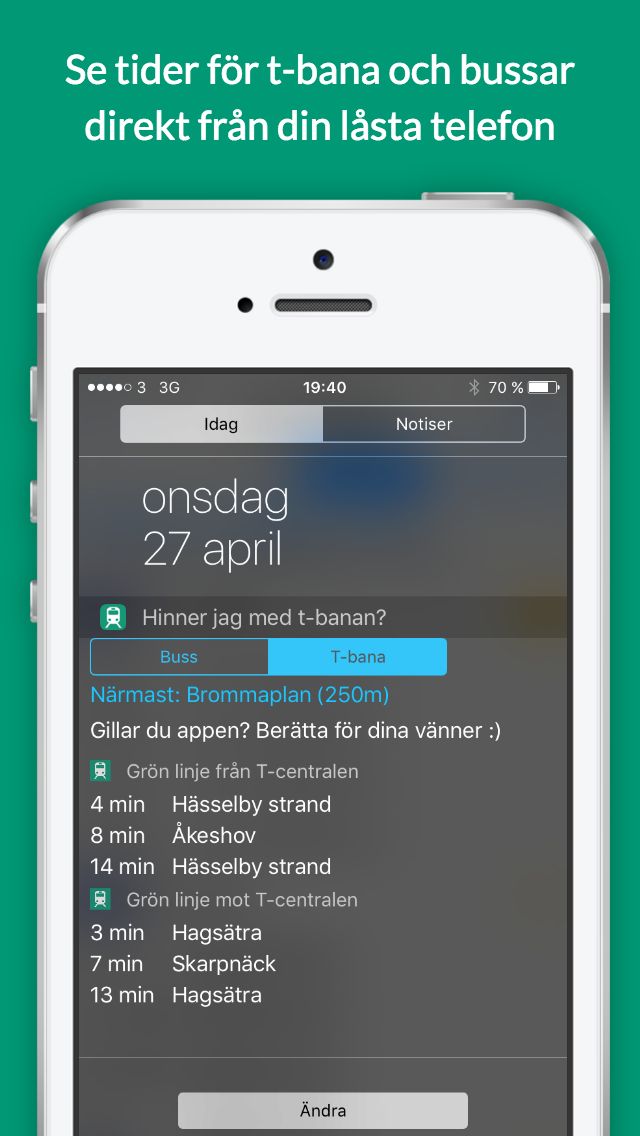 Se tider för t-bana och bussar
direkt från din låsta telefon
3 3G 19:40 70 %
Idag Notiser
onsdag
27 april
Hinner jag med t-banan?
Buss T-bana
Närmast: Brommaplan (250m)
Gillar du appen? Berätta för dina vänner :)
Grön linje från T-centralen
4 min Hässelby strand
8 min Åkeshov
14 min Hässelby strand
Grön linje mot T-centralen
3 min Hagsätra
7 min Skarpnäck
13 min Hagsätra
Ändra